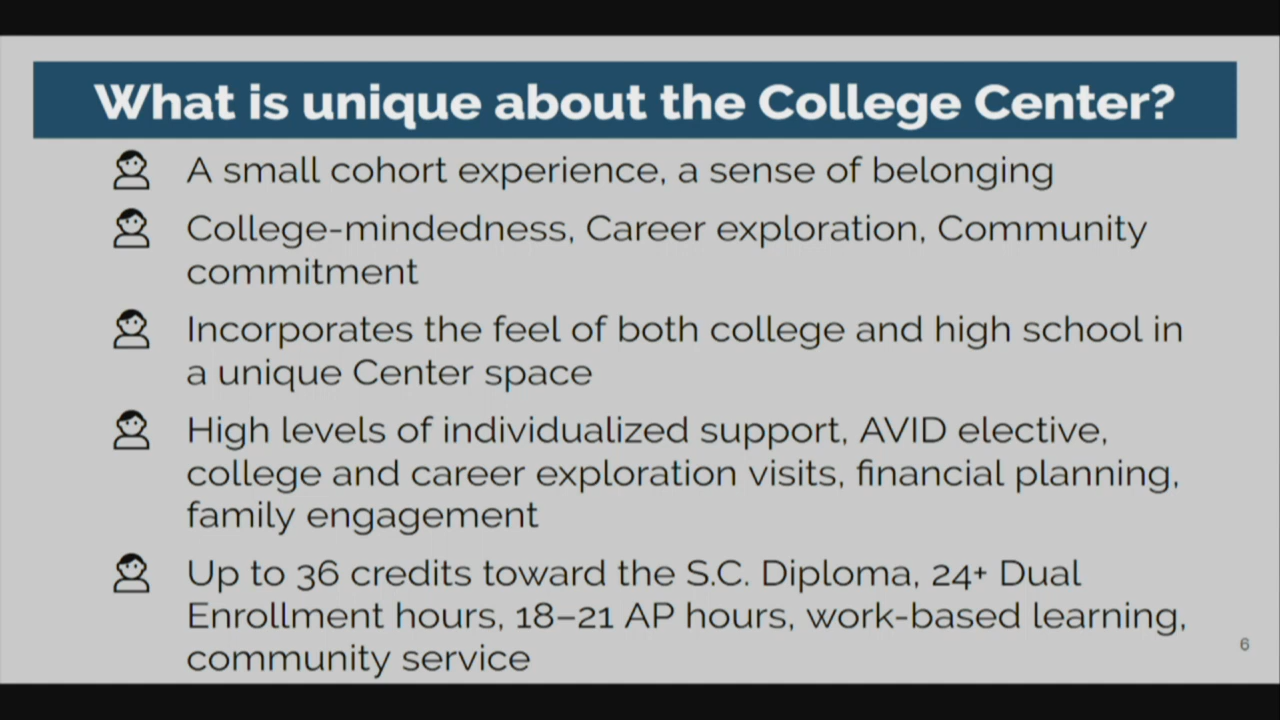 What is unique about the College Center?
A small cohort experience, a sense of belonging
College-mindedness, Career exploration, Community
commitment
Incorporates the feel of both college and high school in
a unique Center space
High levels of individualized support, AVID elective,
college and career exploration visits, financial planning,
family engagement
Up to 36 credits toward the S.C. Diploma, 24+ Dual
Enrollment hours, 18–21 AP hours, work-based learning,
community service
6